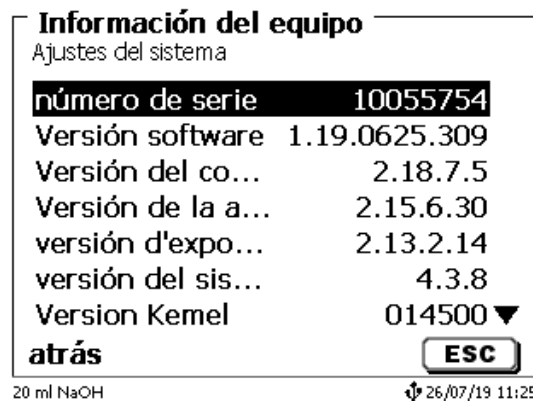 Información del equipo
Ajustes del sistema
número de serie 10055754
Versión software 1.19.0625.309
Versión del co... 2.18.7.5
Versión de la a... 2.15.6.30
versión d'expo... 2.13.2.14
versión del sis... 4.3.8
Version Kemel 014500
atrás ESC
20 ml NaOH 26/07/19 11:25